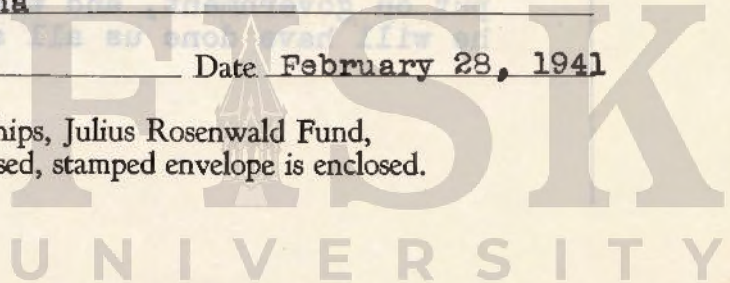 Date February 28, 1941
hips, Julius Rosenwald Fund,
sed, stamped envelope is enclosed.
FISK
UNIVERSITY